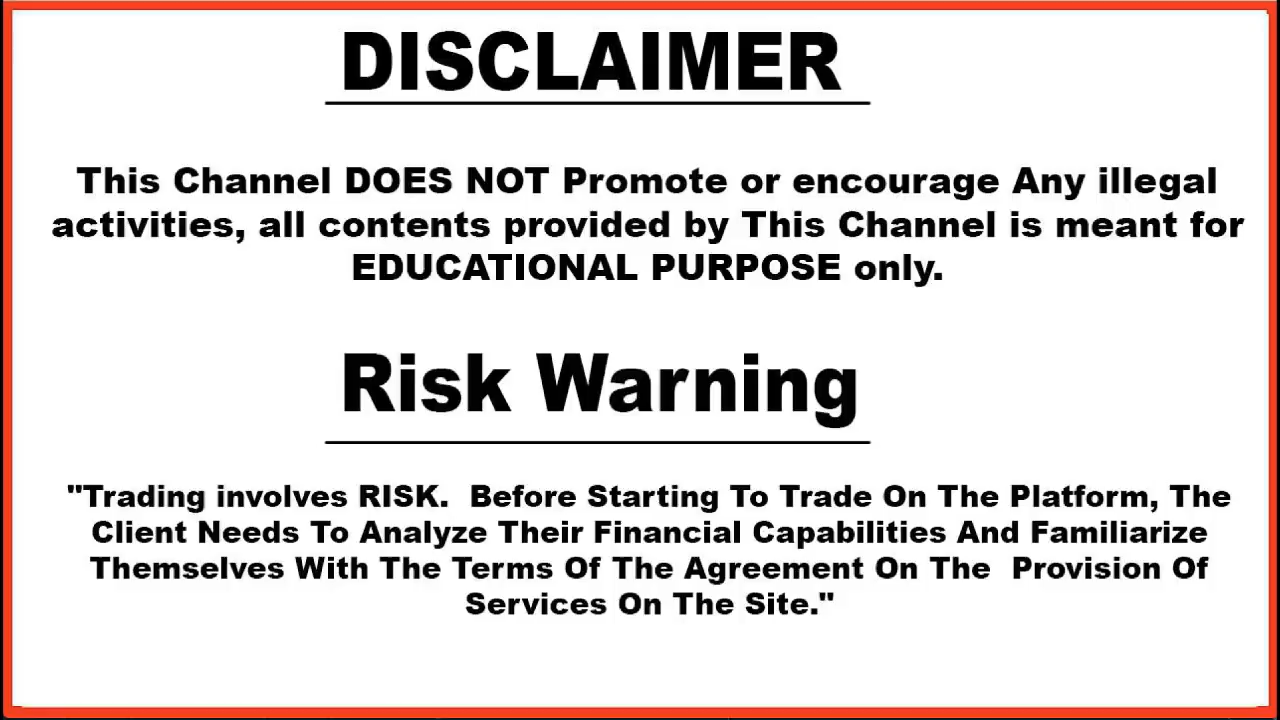 DISCLAIMER
This Channel DOES NOT Promote or encourage Any illegal
activities, all contents provided by This Channel is meant for
EDUCATIONAL PURPOSE only.
Risk Warning
"Trading involves RISK.  Before Starting To Trade On The Platform, The
Client Needs To Analyze Their Financial Capabilities And Familiarize
Themselves With The Terms Of The Agreement On The  Provision Of
Services On The Site."